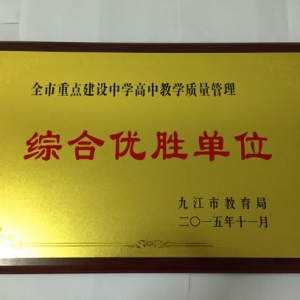 全市重点建设中学高中教学质量管理
综合优胜单位
九江市教育局
二〇一五年十一月